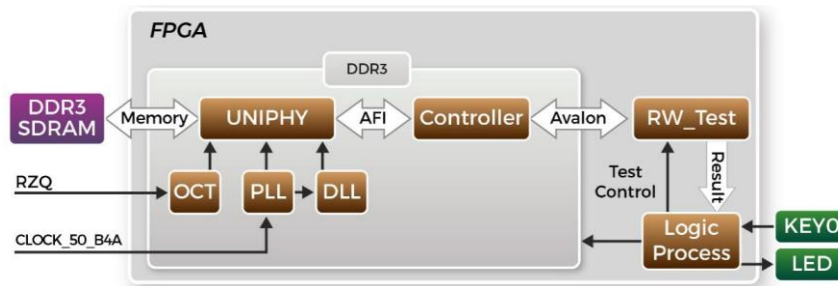 FPGA
DDR3
DDR3
SDRAM
Memory
UNIPHY
AFI
Controller
Avalon
RW_Test
RZQ
OCT
PLL
DLL
Test
Control
Result
CLOCK_50_B4A
Logic
Process
KEY0
LED